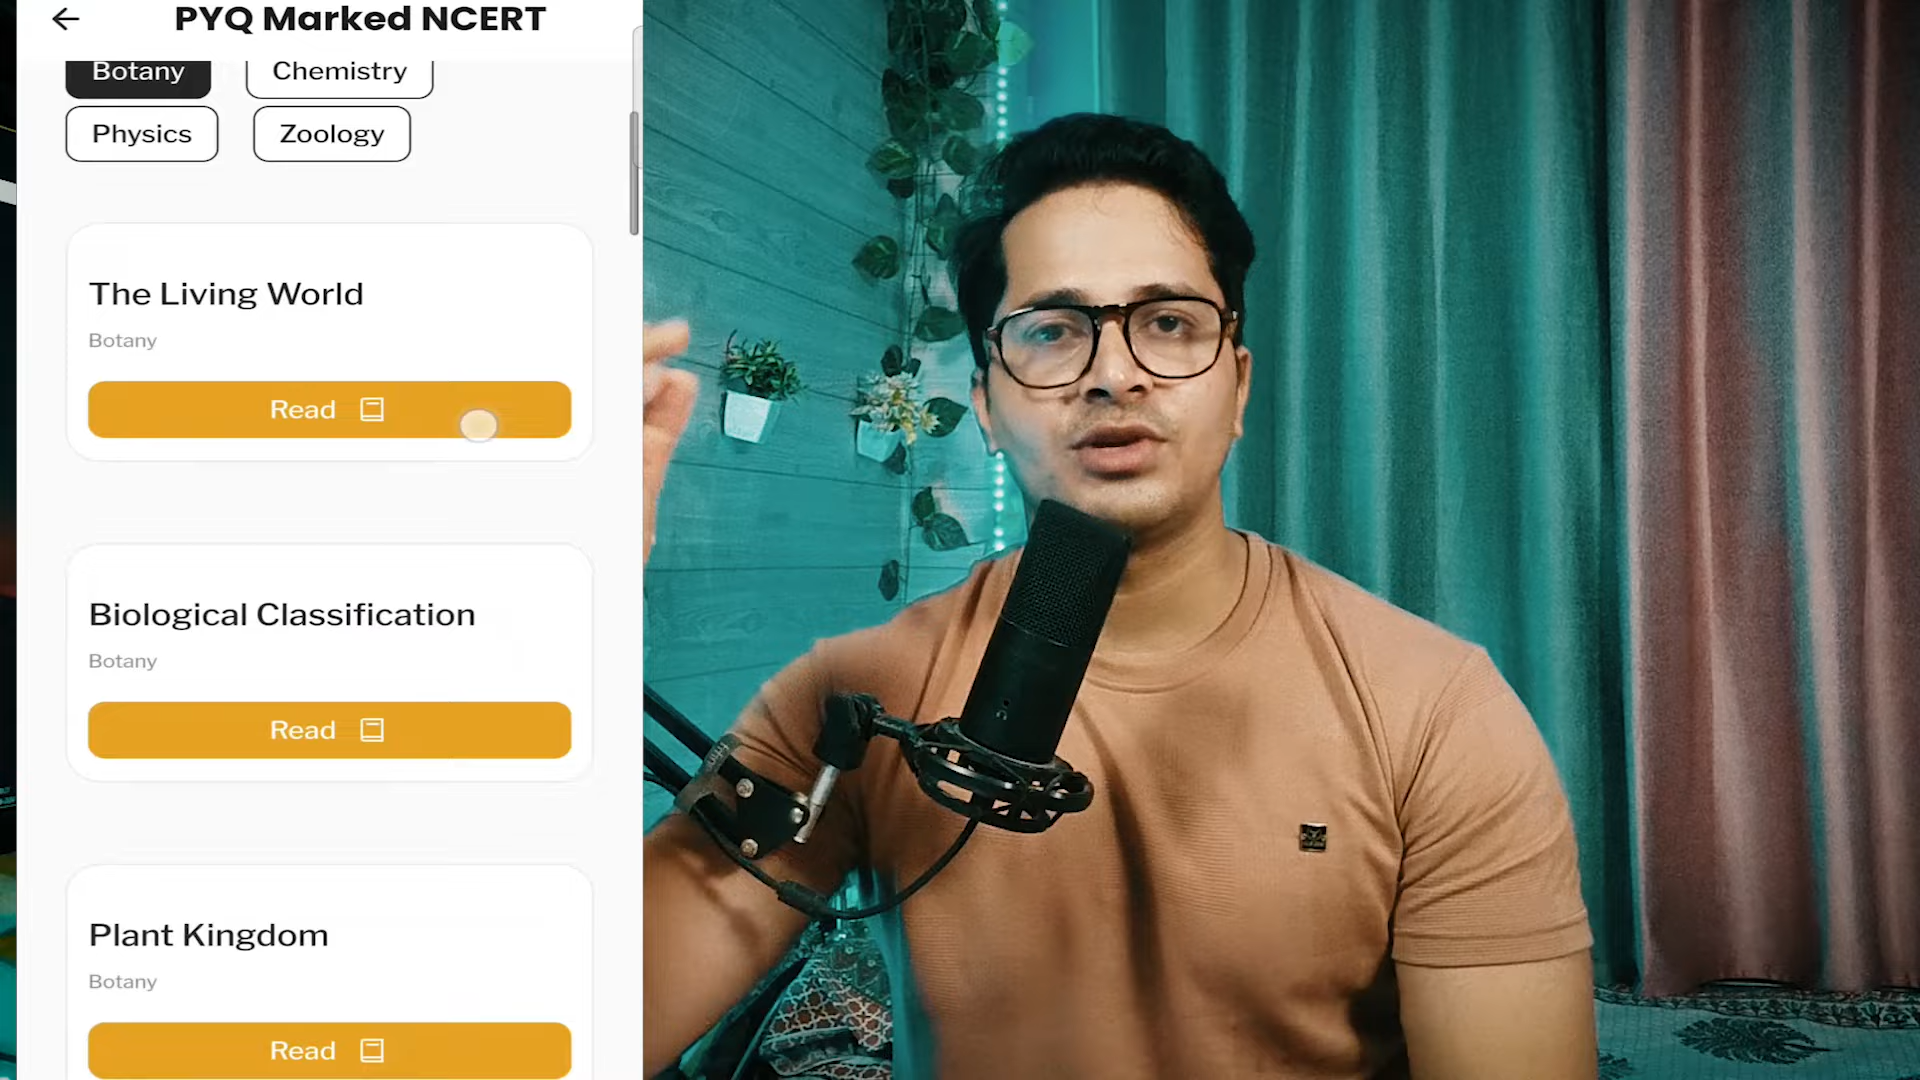 PYQ Marked NCERT
Botany
Chemistry
Physics
Zoology
The Living World
Botany
Read
Biological Classification
Botany
Read
Plant Kingdom
Botany
Read